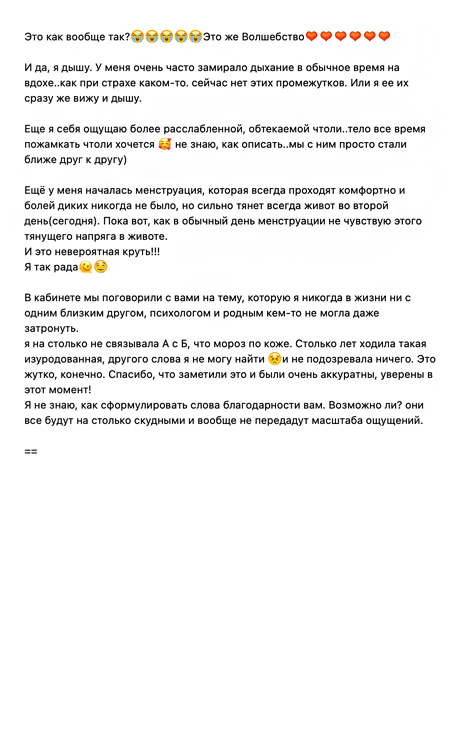 Это как вообще так?😭😭😭😭😭Это же Волшебство❤️❤️❤️❤️❤️❤️
И да, я дышу. У меня очень часто замирало дыхание в обычное время на
вдохе..как при страхе каком-то. сейчас нет этих промежутков. Или я ее их
сразу же вижу и дышу.
Еще я себя ощущаю более расслабленной, обтекаемой чтоли..тело все время
пожамкать чтоли хочется 🥰 не знаю, как описать..мы с ним просто стали
ближе друг к другу)
Ещё у меня началась менструация, которая всегда проходят комфортно и
болей диких никогда не было, но сильно тянет всегда живот во второй
день(сегодня). Пока вот, как в обычный день менструации не чувствую этого
тянущего напряга в животе.
И это невероятная круть!!!
Я так рада🫠😊
В кабинете мы поговорили с вами на тему, которую я никогда в жизни ни с
одним близким другом, психологом и родным кем-то не могла даже
затронуть.
я на столько не связывала А с Б, что мороз по коже. Столько лет ходила такая
изуродованная, другого слова я не могу найти 😣и не подозревала ничего. Это
жутко, конечно. Спасибо, что заметили это и были очень аккуратны, уверены в
этот момент!
Я не знаю, как сформулировать слова благодарности вам. Возможно ли? они
все будут на столько скудными и вообще не передадут масштаба ощущений.
==